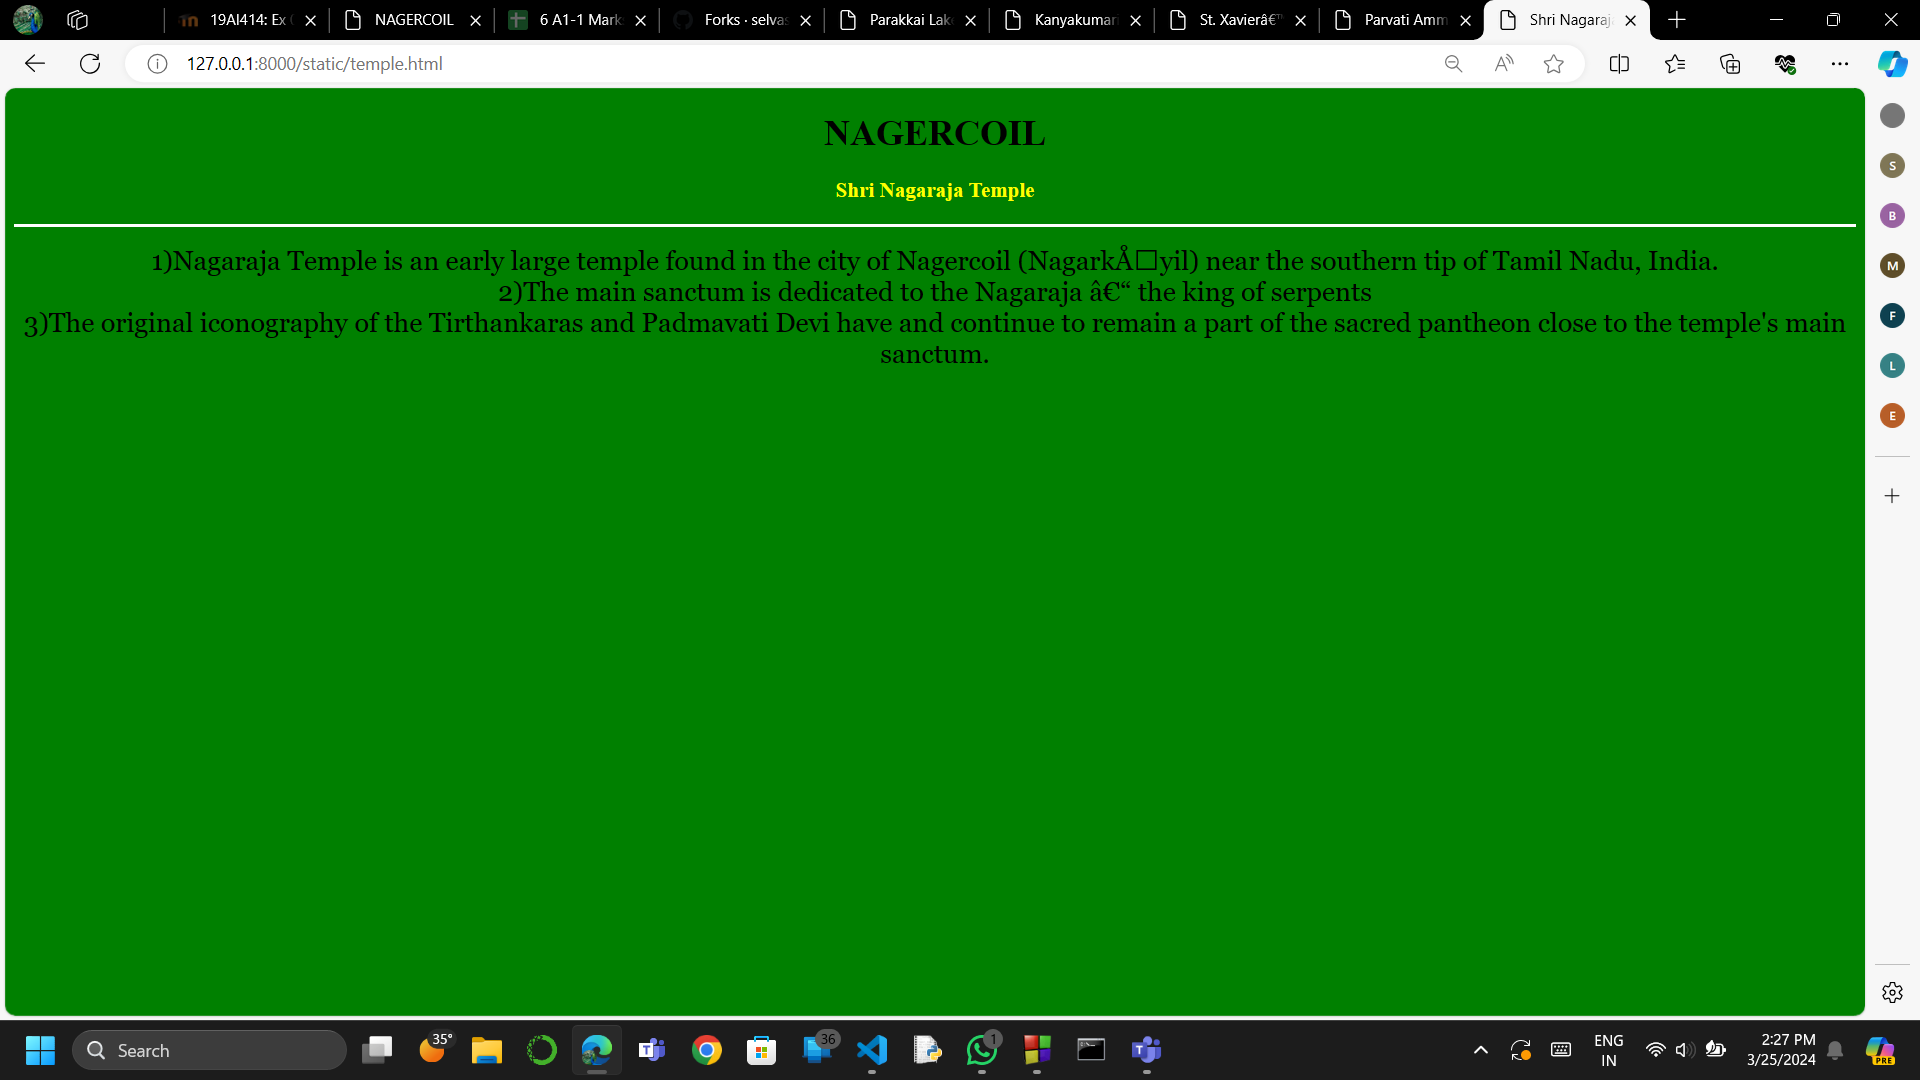 19AI414: Ex
NAGERCOIL
6 A1-1 Mark
Forks · selvas
Parakkai Lake
Kanyakumari
St. Xavierâ€™
Parvati Amm
Shri Nagaraj
127.0.0.1:8000/static/temple.html
NAGERCOIL
Shri Nagaraja Temple
1)Nagaraja Temple is an early large temple found in the city of Nagercoil (NagarkÅ□yil) near the southern tip of Tamil Nadu, India.
2)The main sanctum is dedicated to the Nagaraja â€“ the king of serpents
3)The original iconography of the Tirthankaras and Padmavati Devi have and continue to remain a part of the sacred pantheon close to the temple's main
sanctum.
S
B
M
F
L
E
Search
35°
36
1
ENG
IN
2:27 PM
3/25/2024
PRE